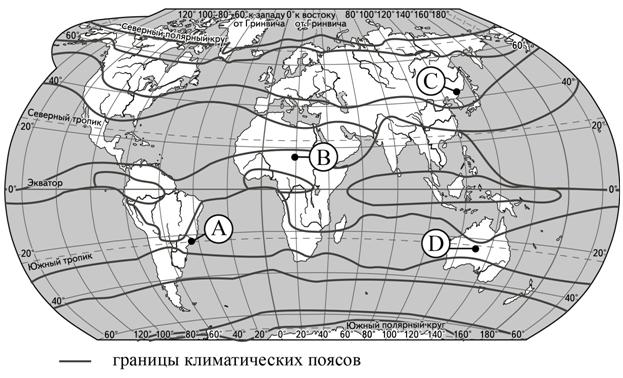 120° 100° 80° 60° к западу 0° к востоку 80° 100° 120° 140° 160° 180°
от Гринвича от Гринвича
Северный полярный круг
60° 60°
40° C 40°
Северный тропик
20° B 20°
Экватор
0° 0°
A D
20° 20°
Южный тропик
40° 40°
Южный полярный круг
60° 120° 100° 80° 60° 40° 20° 0° 20° 40° 60° 80° 100° 120° 140° 160° 180° 60°
границы климатических поясов